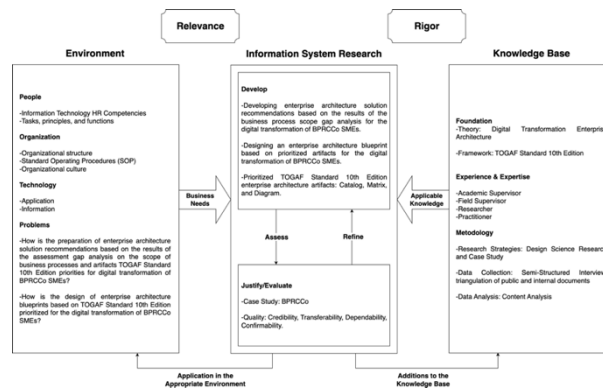 Relevance
Rigor
Environment
Information System Research
Knowledge Base
People
-Information Technology HR Competencies
-Tasks, principles, and functions
Organization
-Organizational structure
-Standard Operating Procedures (SOP)
-Organizational culture
Technology
-Application
-Information
Problems
-How is the preparation of enterprise architecture
solution recommendations based on the results of
the assessment gap analysis on the scope of
business processes and artifacts TOGAF Standard
10th Edition priorities for digital transformation of
BPRCCo SMEs?
-How is the design of enterprise architecture
blueprints based on TOGAF Standard 10th Edition
prioritized for the digital transformation of BPRCCo
SMEs?
Business
Needs
Develop
-Developing enterprise architecture solution
recommendations based on the results of the
business process scope gap analysis for the
digital transformation of BPRCCo SMEs.
-Designing an enterprise architecture blueprint
based on prioritized artifacts for the digital
transformation of BPRCCo SMEs.
-Prioritized TOGAF Standard 10th Edition
enterprise architecture artifacts: Catalog, Matrix,
and Diagram.
Assess
Refine
Justify/Evaluate
-Case Study: BPRCCo
-Quality: Credibility, Transferability, Dependability,
Confirmability.
Applicable
Knowledge
Foundation
-Theory: Digital Transformation Enterpris
Architecture
-Framework: TOGAF Standard 10th Edition
Experience & Expertise
-Academic Supervisor
-Field Supervisor
-Researcher
-Practitioner
Metodology
-Research Strategies: Design Science Research
and Case Study
-Data Collection: Semi-Structured Interview
triangulation of public and internal documents
-Data Analysis: Content Analysis
Application in the
Appropriate Environment
Additions to the
Knowledge Base